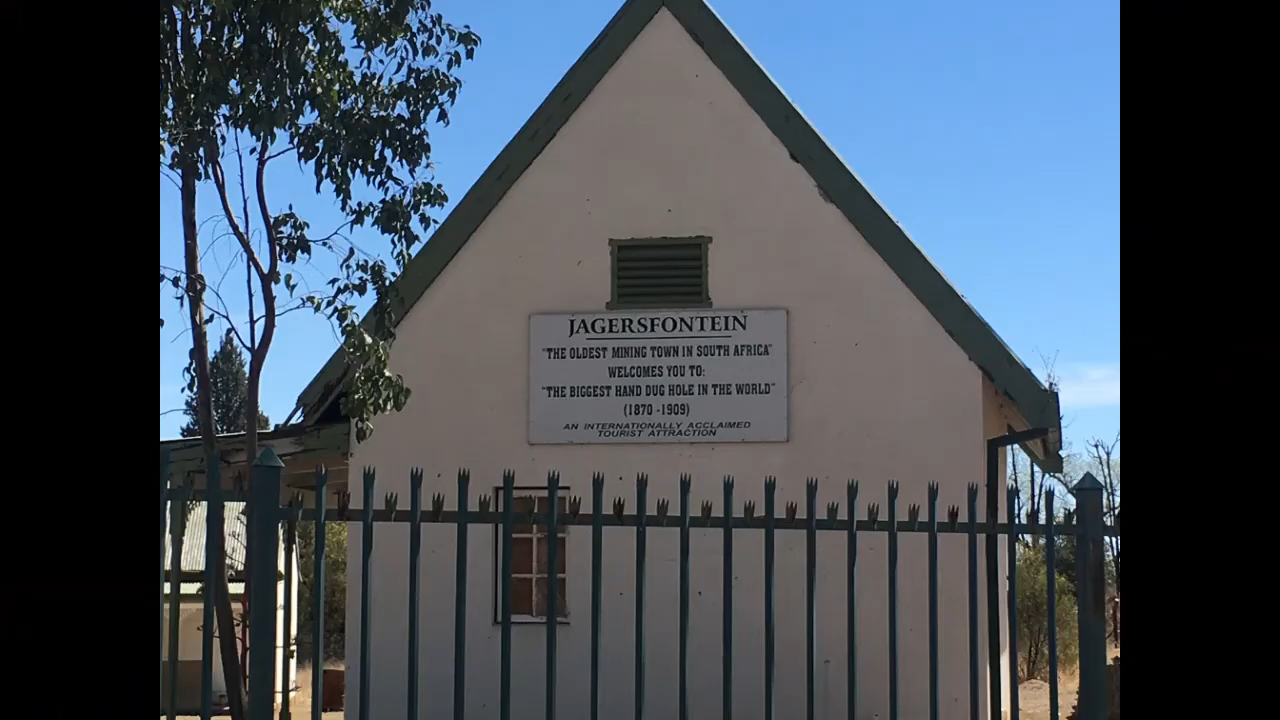 JAGERSFONTEIN
"THE OLDEST MINING TOWN IN SOUTH AFRICA"
WELCOMES YOU TO:
"THE BIGGEST HAND DUG HOLE IN THE WORLD"
(1870 -1909)
AN INTERNATIONALLY ACCLAIMED
TOURIST ATTRACTION